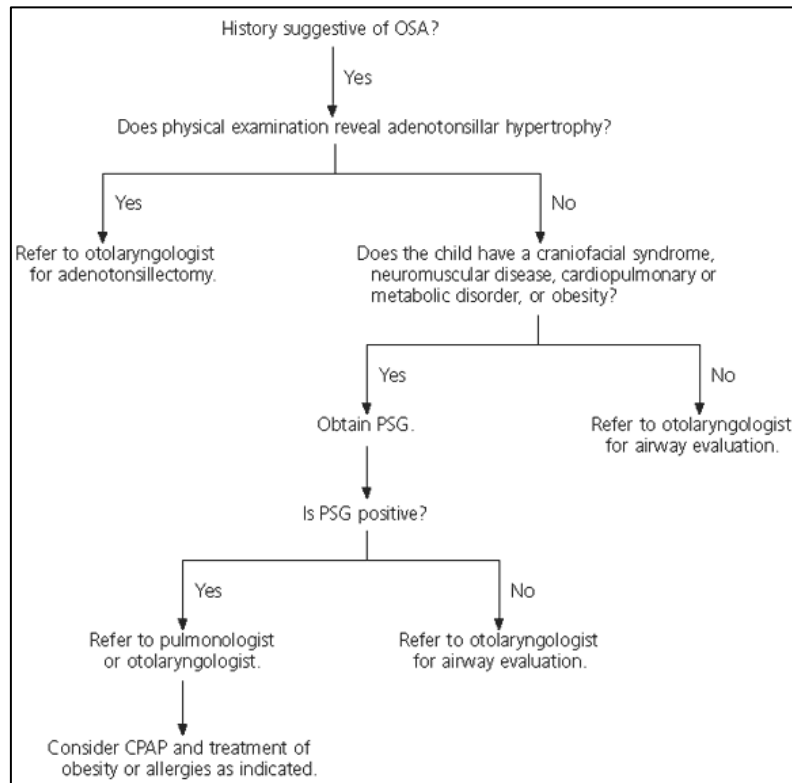 History suggestive of OSA?
Yes
Does physical examination reveal adenotonsillar hypertrophy?
Yes
No
Refer to otolaryngologist
for adenotonsillectomy.
Does the child have a craniofacial syndrome,
neuromuscular disease, cardiopulmonary or
metabolic disorder, or obesity?
Yes
No
Obtain PSG.
Refer to otolaryngologist
for airway evaluation.
Is PSG positive?
Yes
No
Refer to pulmonologist
or otolaryngologist.
Refer to otolaryngologist
for airway evaluation.
Consider CPAP and treatment of
obesity or allergies as indicated.